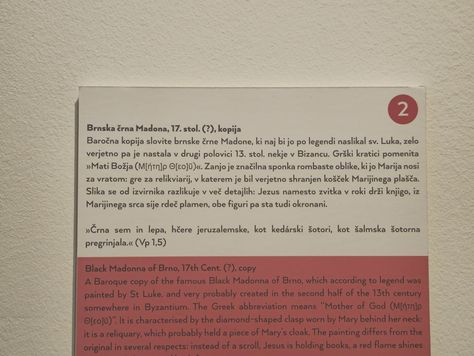 2
Brnska črna Madona, 17. stol. (?), kopija
Baročna kopija slovite brnske črne Madone, ki naj bi jo po legendi naslikal sv. Luka, zelo
verjetno pa je nastala v drugi polovici 13. stol. nekje v Bizancu. Grški kratici pomenita
»Mati Božja (Μ[ήτη]ρ Θ[εο]ῦ)«. Zanjo je značilna sponka rombaste oblike, ki jo Marija nosi
za vratom: gre za relikviarij, v katerem je bil verjetno shranjen košček Marijinega plašča.
Slika se od izvirnika razlikuje v več detajlih: Jezus namesto zvitka v roki drži knjigo, iz
Marijinega srca sije rdeč plamen, obe figuri pa sta tudi okronani.
»Črna sem in lepa, hčere jeruzalemske, kot kedárski šotori, kot šalmska šotorna
pregrinjala.« (Vp 1,5)
Black Madonna of Brno, 17th Cent. (?), copy
A Baroque copy of the famous Black Madonna of Brno, which according to legend was
painted by St Luke, and very probably created in the second half of the 13th century
somewhere in Byzantium. The Greek abbreviation means "Mother of God (Μ[ήτη]ρ
Θ[εο]ῦ)". It is characterised by the diamond-shaped clasp worn by Mary behind her neck;
it is a reliquary, which probably held a piece of Mary's cloak. The painting differs from the
original in several respects: instead of a scroll, Jesus is holding books, a red flame shines